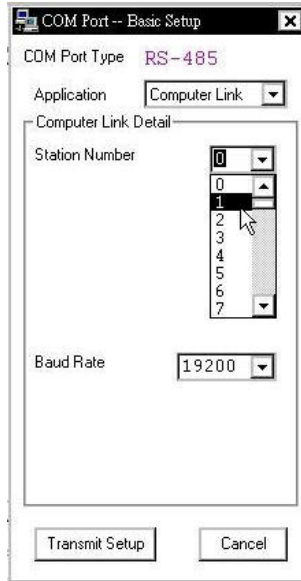 COM Port -- Basic Setup
COM Port Type RS-485
Application Computer Link
Computer Link Detail
Station Number 0
0
1
2
3
4
5
6
7
Baud Rate 19200
Transmit Setup Cancel